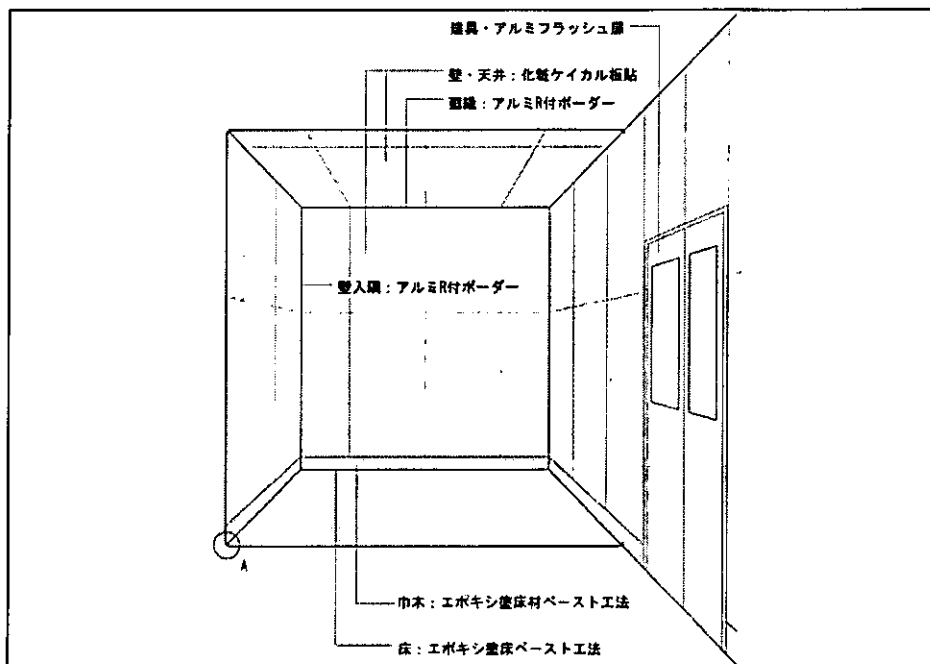 建具・アルミフラッシュ扉
壁・天井：化粧ケイカル板貼
廻縁：アルミR付ボーダー
壁入隅：アルミR付ボーダー
A
巾木：エポキシ塗床材ペースト工法
床：エポキシ塗床ペースト工法